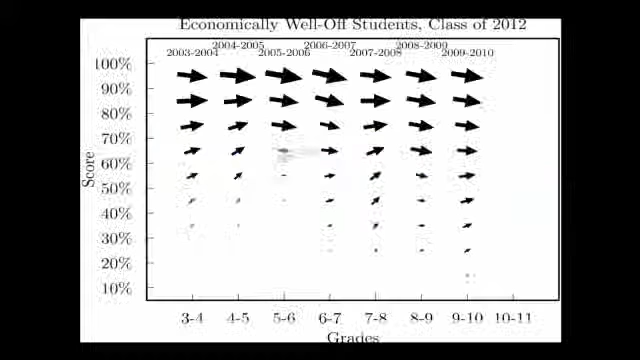 Economically Well-Off Students, Class of 2012
2004-2005 2006-2007 2008-2009
2003-2004 2005-2006 2007-2008 2009-2010
100%
90%
80%
70%
60%
50%
40%
30%
20%
10%
Score
3-4 4-5 5-6 6-7 7-8 8-9 9-10 10-11
Grades